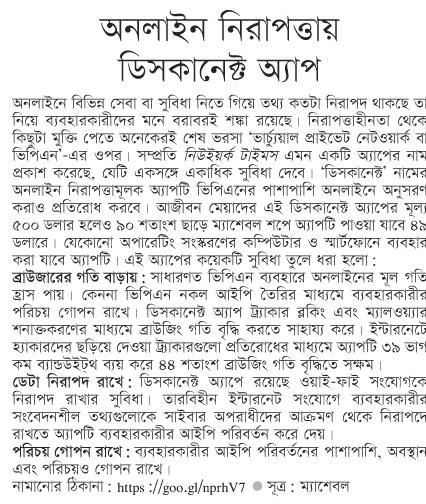 অনলাইন নিরাপত্তায়
ডিসকানেক্ট অ্যাপ
অনলাইনে বিভিন্ন সেবা বা সুবিধা নিতে গিয়ে তথ্য কতটা নিরাপদ থাকছে তা
নিয়ে ব্যবহারকারীদের মনে বরাবরই শঙ্কা রয়েছে। নিরাপত্তাহীনতা থেকে
কিছুটা মুক্তি পেতে অনেকেরই শেষ ভরসা ‘ভার্চ্যুয়াল প্রাইভেট নেটওয়ার্ক বা
ভিপিএন’-এর ওপর। সম্প্রতি নিউইয়র্ক টাইমস এমন একটি অ্যাপের নাম
প্রকাশ করেছে, যেটি একসঙ্গে একাধিক সুবিধা দেবে। ‘ডিসকানেক্ট’ নামের
অনলাইন নিরাপত্তামূলক অ্যাপটি ভিপিএনের পাশাপাশি অনলাইনে অনুসরণ
করাও প্রতিরোধ করবে। আজীবন মেয়াদের এই ডিসকানেক্ট অ্যাপের মূল্য
৫০০ ডলার হলেও ৯০ শতাংশ ছাড়ে ম্যাশেবল শপে অ্যাপটি পাওয়া যাবে ৪৯
ডলারে। যেকোনো অপারেটিং সংস্করণের কম্পিউটার ও স্মার্টফোনে ব্যবহার
করা যাবে অ্যাপটি। এই অ্যাপের কয়েকটি সুবিধা তুলে ধরা হলো:
ব্রাউজারের গতি বাড়ায় : সাধারণত ভিপিএন ব্যবহারে অনলাইনের মূল গতি
হ্রাস পায়। কেননা ভিপিএন নকল আইপি তৈরির মাধ্যমে ব্যবহারকারীর
পরিচয় গোপন রাখে। ডিসকানেক্ট অ্যাপ ট্র্যাকার ব্লকিং এবং ম্যালওয়্যার
শনাক্তকরণের মাধ্যমে ব্রাউজিং গতি বৃদ্ধি করতে সাহায্য করে। ইন্টারনেটে
হ্যাকারদের ছড়িয়ে দেওয়া ট্র্যাকারগুলো প্রতিরোধের মাধ্যমে অ্যাপটি ৩৯ ভাগ
কম ব্যান্ডউইট্থ ব্যয় করে ৪৪ শতাংশ ব্রাউজিং গতি বৃদ্ধিতে সক্ষম।
ডেটা নিরাপদ রাখে : ডিসকানেক্ট অ্যাপে রয়েছে ওয়াই-ফাই সংযোগকে
নিরাপদ রাখার সুবিধা। তারবিহীন ইন্টারনেট সংযোগে ব্যবহারকারীর
সংবেদনশীল তথ্যগুলোকে সাইবার অপরাধীদের আক্রমণ থেকে নিরাপদে
রাখতে অ্যাপটি ব্যবহারকারীর আইপি পরিবর্তন করে দেয়।
পরিচয় গোপন রাখে : ব্যবহারকারীর আইপি পরিবর্তনের পাশাপাশি, অবস্থান
এবং পরিচয়ও গোপন রাখে।
নামানোর ঠিকানা : https ://goo.gl/nprhV7 ● সূত্র : ম্যাশেবল